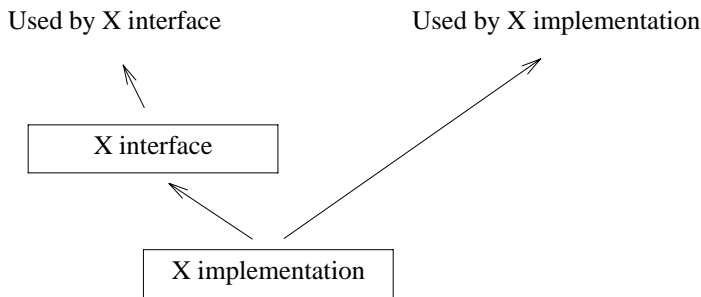 Used by X interface
Used by X implementation
X interface
X implementation